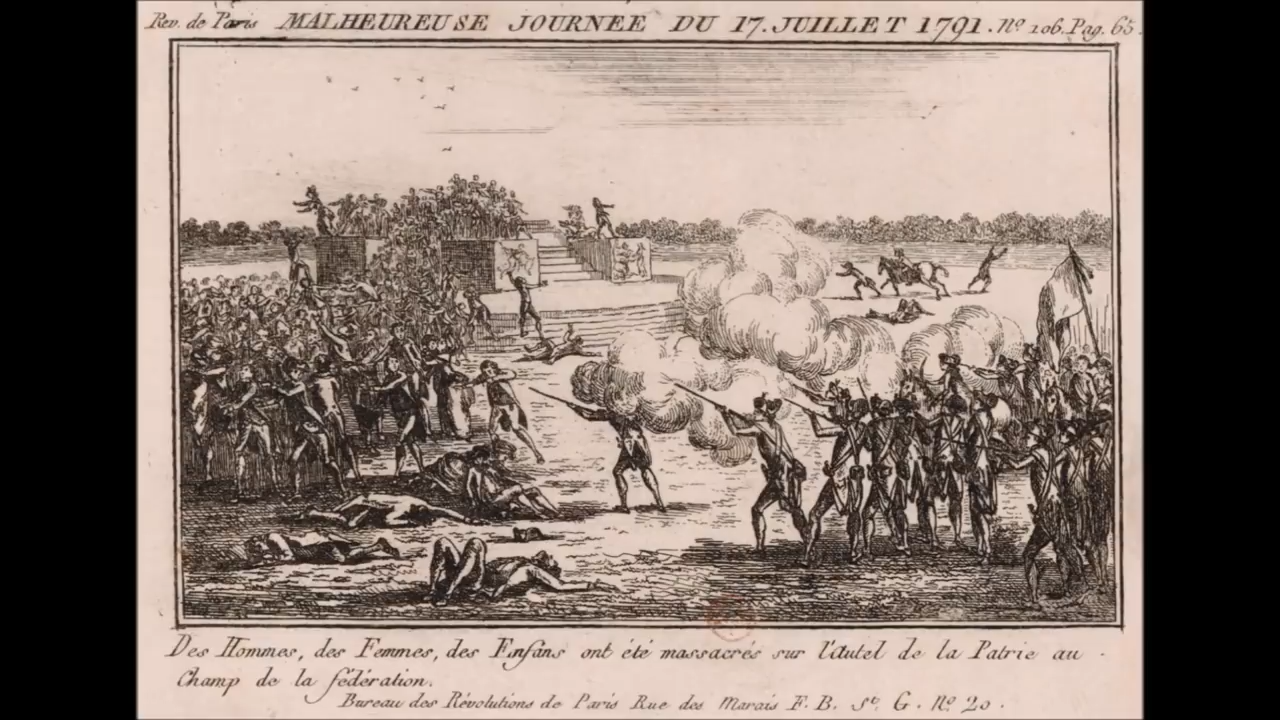 Rev. de Paris MALHEUREUSE JOURNEE DU 17. JUILLET 1791. Nº 106. Pag. 65.
Des Hommes, des Femmes, des Enfans ont été massacrés sur l'Autel de la Patrie au
Champ de la fédération.
Bureau des Révolutions de Paris Rue des Marais F. B. St. G. Nº 20.